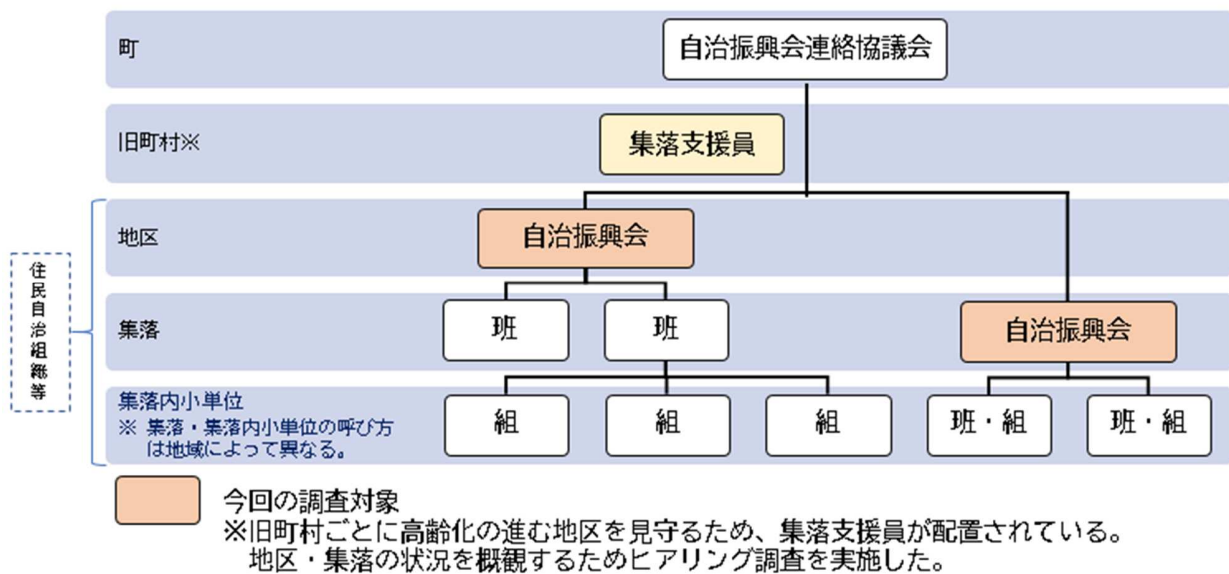 町
自治振興会連絡協議会
旧町村※
集落支援員
地区
自治振興会
住民自治組織等
集落
班
班
自治振興会
集落内小単位
※ 集落・集落内小単位の呼び方
は地域によって異なる。
組
組
組
班・組
班・組
今回の調査対象
※旧町村ごとに高齢化の進む地区を見守るため、集落支援員が配置されている。
地区・集落の状況を概観するためヒアリング調査を実施した。